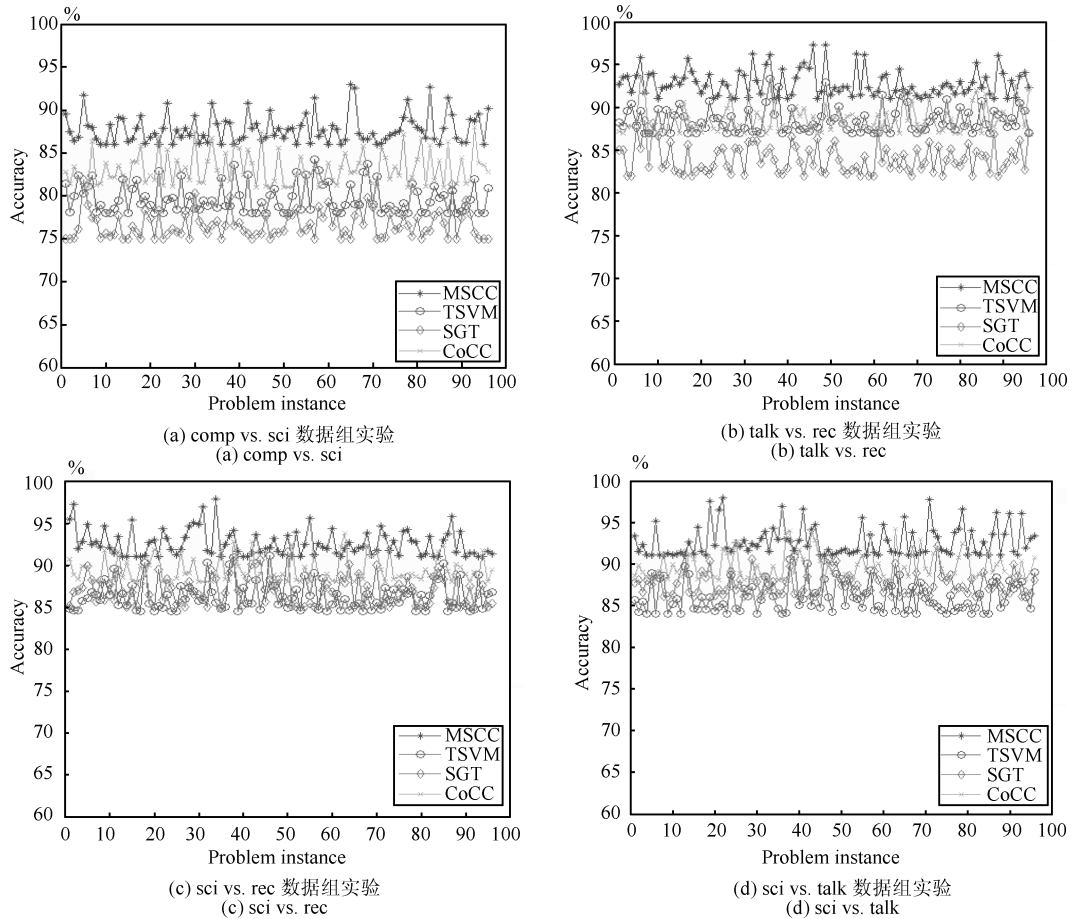 %
100
95
90
85
80
75
70
65
60
Accuracy
0 10 20 30 40 50 60 70 80 90 100
Problem instance
MSCC
TSVM
SGT
CoCC
(a) comp vs. sci 数据组实验
(a) comp vs. sci
%
100
95
90
85
80
75
70
65
60
Accuracy
0 10 20 30 40 50 60 70 80 90 100
Problem instance
MSCC
TSVM
SGT
CoCC
(b) talk vs. rec 数据组实验
(b) talk vs. rec
%
100
95
90
85
80
75
70
65
60
Accuracy
0 10 20 30 40 50 60 70 80 90 100
Problem instance
MSCC
TSVM
SGT
CoCC
(c) sci vs. rec 数据组实验
(c) sci vs. rec
%
100
95
90
85
80
75
70
65
60
Accuracy
0 10 20 30 40 50 60 70 80 90 100
Problem instance
MSCC
TSVM
SGT
CoCC
(d) sci vs. talk 数据组实验
(d) sci vs. talk